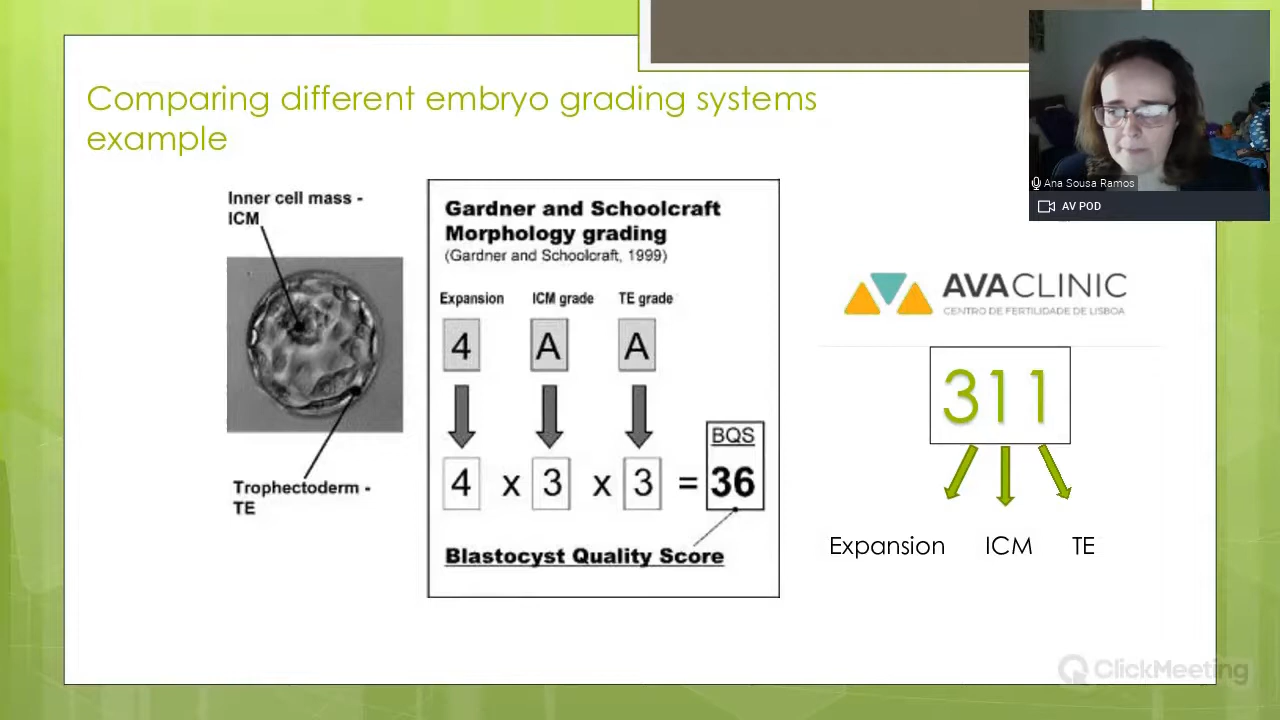 Comparing different embryo grading systems
example
Inner cell mass -
ICM
Trophectoderm -
TE
Gardner and Schoolcraft
Morphology grading
(Gardner and Schoolcraft, 1999)
Expansion ICM grade TE grade
4 A A
4 x 3 x 3 = 36
BQS
Blastocyst Quality Score
Ana Sousa Ramos
AV POD
AVACLINIC
CENTRO DE FERTILIDADE DE LISBOA
311
Expansion ICM TE
ClickMeeting